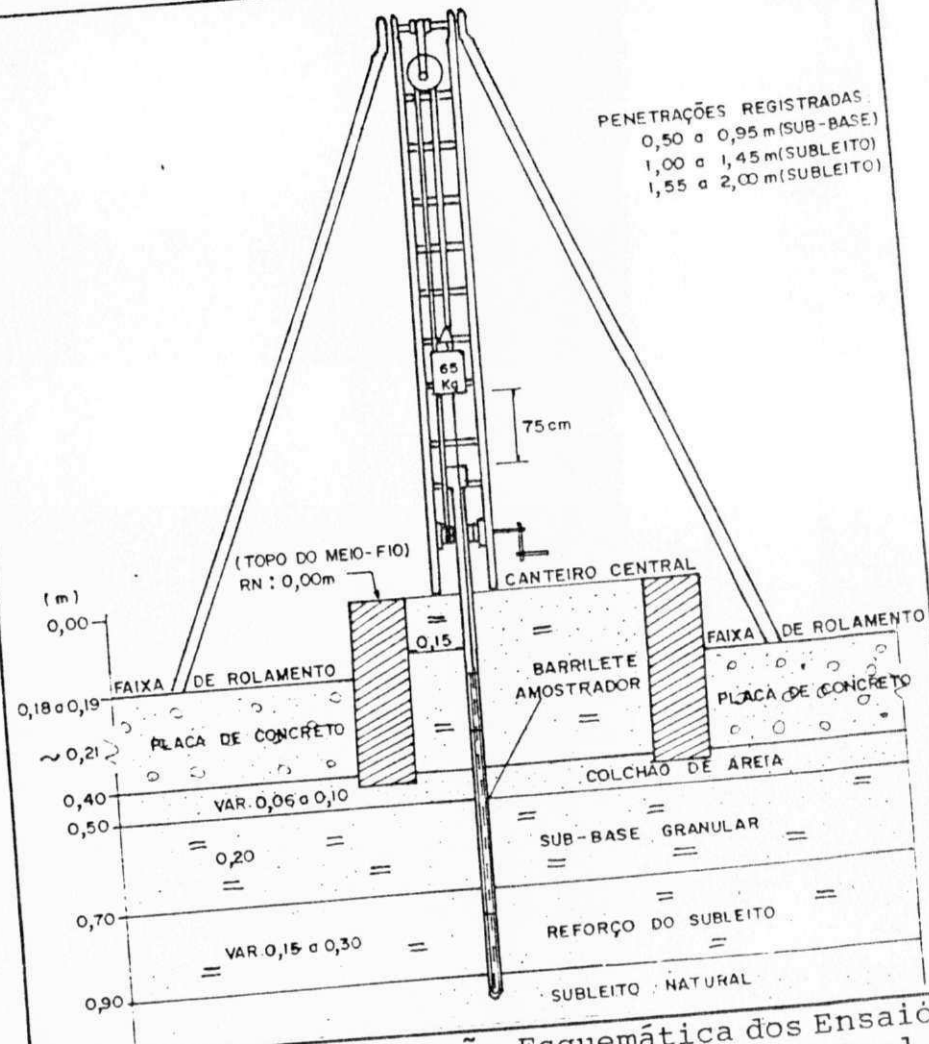 PENETRAÇÕES REGISTRADAS:
0,50 a 0,95 m (SUB-BASE)
1,00 a 1,45 m (SUBLEITO)
1,55 a 2,00 m (SUBLEITO)
65
Kg
75 cm
(TOPO DO MEIO-FIO)
RN : 0,00m
CANTEIRO CENTRAL
(m)
0,00
0,15
FAIXA DE ROLAMENTO
FAIXA DE ROLAMENTO
BARRILETE
AMOSTRADOR
0,18 a 0,19
PLACA DE CONCRETO
PLACA DE CONCRETO
~ 0,21
COLCHÃO DE AREIA
0,40
VAR. 0,06 a 0,10
0,50
SUB-BASE GRANULAR
0,20
0,70
REFORÇO DO SUBLEITO
VAR. 0,15 a 0,30
0,90
SUBLEITO NATURAL
Esquemática dos Ensaio